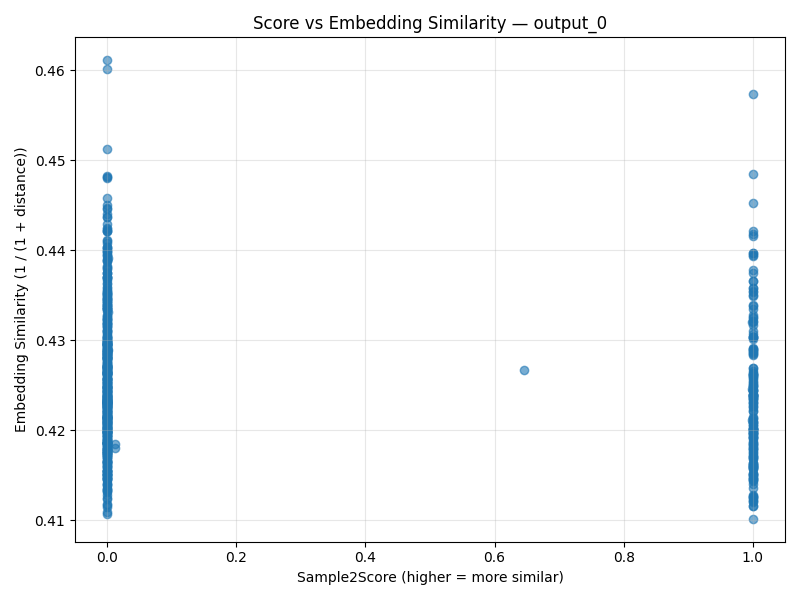 Score vs Embedding Similarity — output_0
Embedding Similarity (1 / (1 + distance))
0.46
0.45
0.44
0.43
0.42
0.41
0.0 0.2 0.4 0.6 0.8 1.0
Sample2Score (higher = more similar)